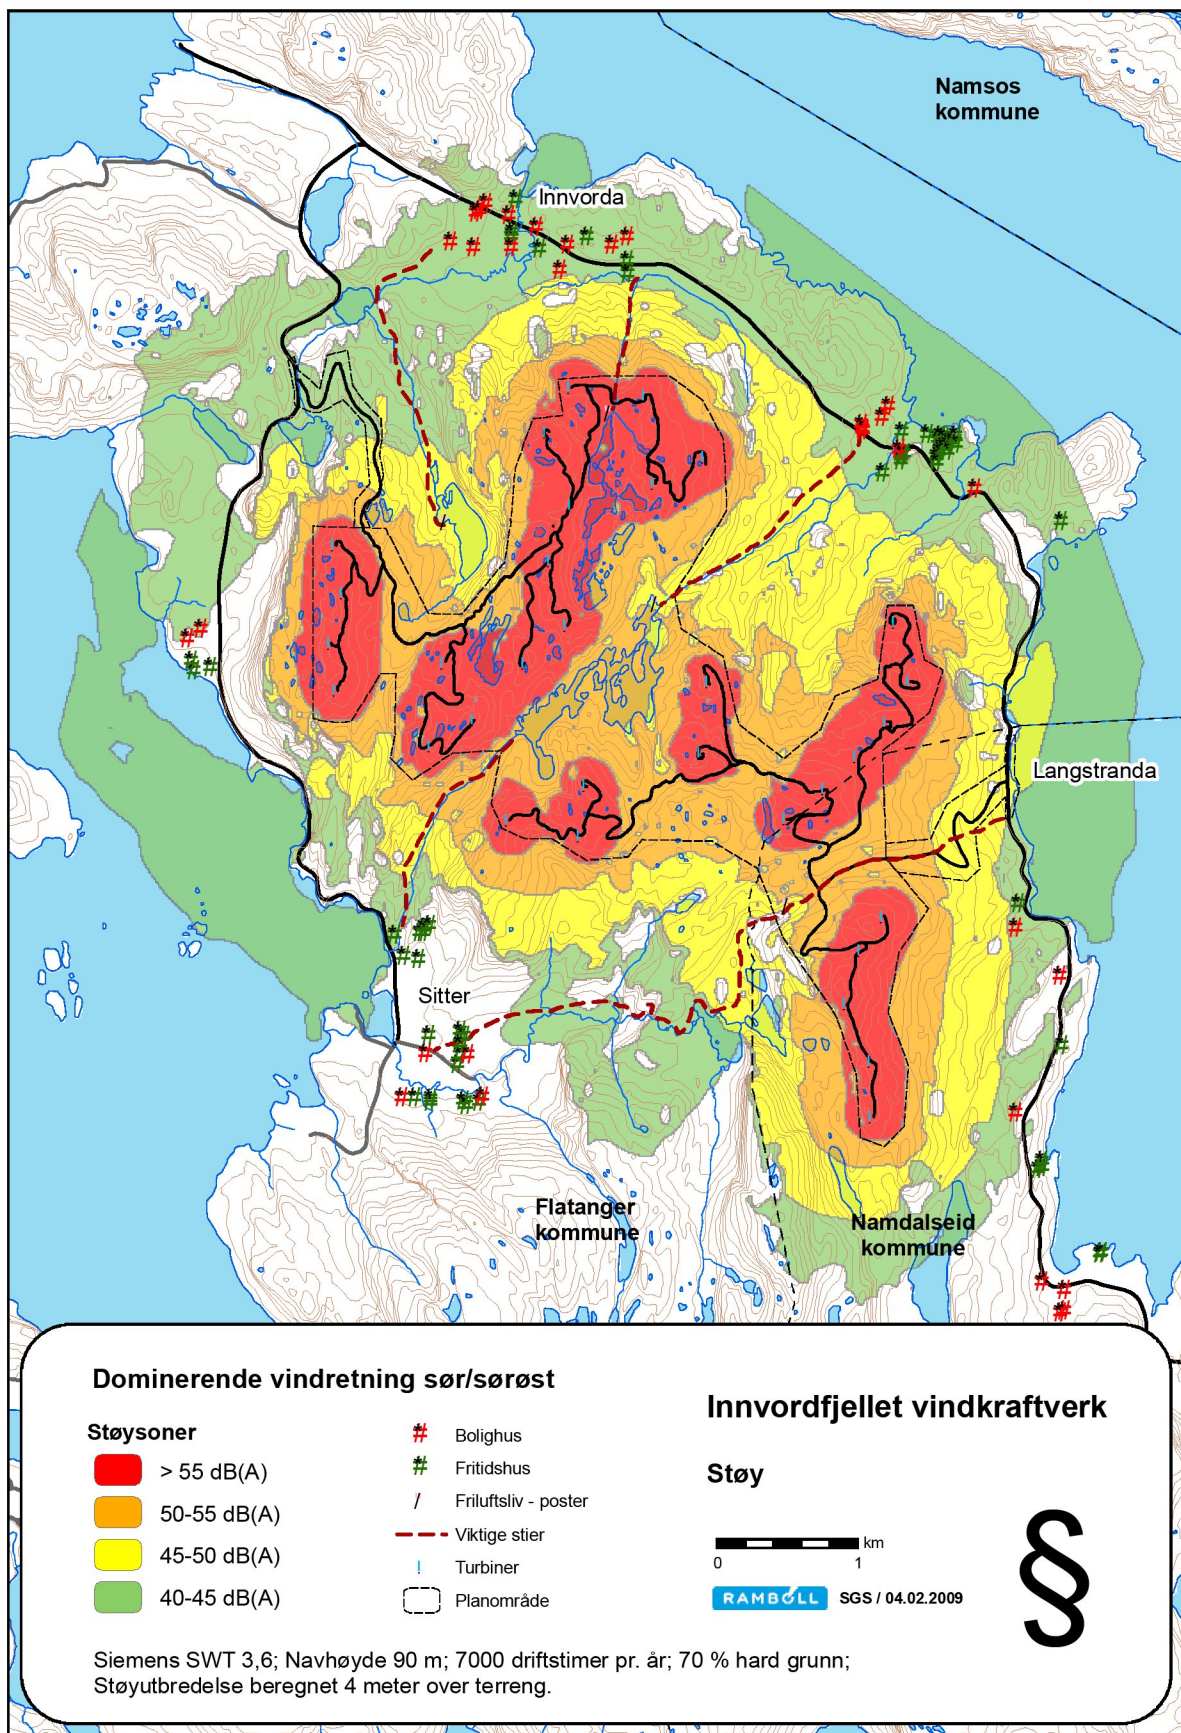 Namsos
kommune
Innvorda
Langstranda
Sitter
Flatanger
kommune
Namdalseid
kommune
Dominerende vindretning sør/sørøst
Støysoner
> 55 dB(A)
50-55 dB(A)
45-50 dB(A)
40-45 dB(A)
Bolighus
Fritidshus
Friluftsliv - poster
Viktige stier
Turbiner
Planområde
Innvordfjellet vindkraftverk
Støy
km
0 1
RAMBOLL SGS / 04.02.2009
§
Siemens SWT 3,6; Navhøyde 90 m; 7000 driftstimer pr. år; 70 % hard grunn;
Støyutbredelse beregnet 4 meter over terreng.